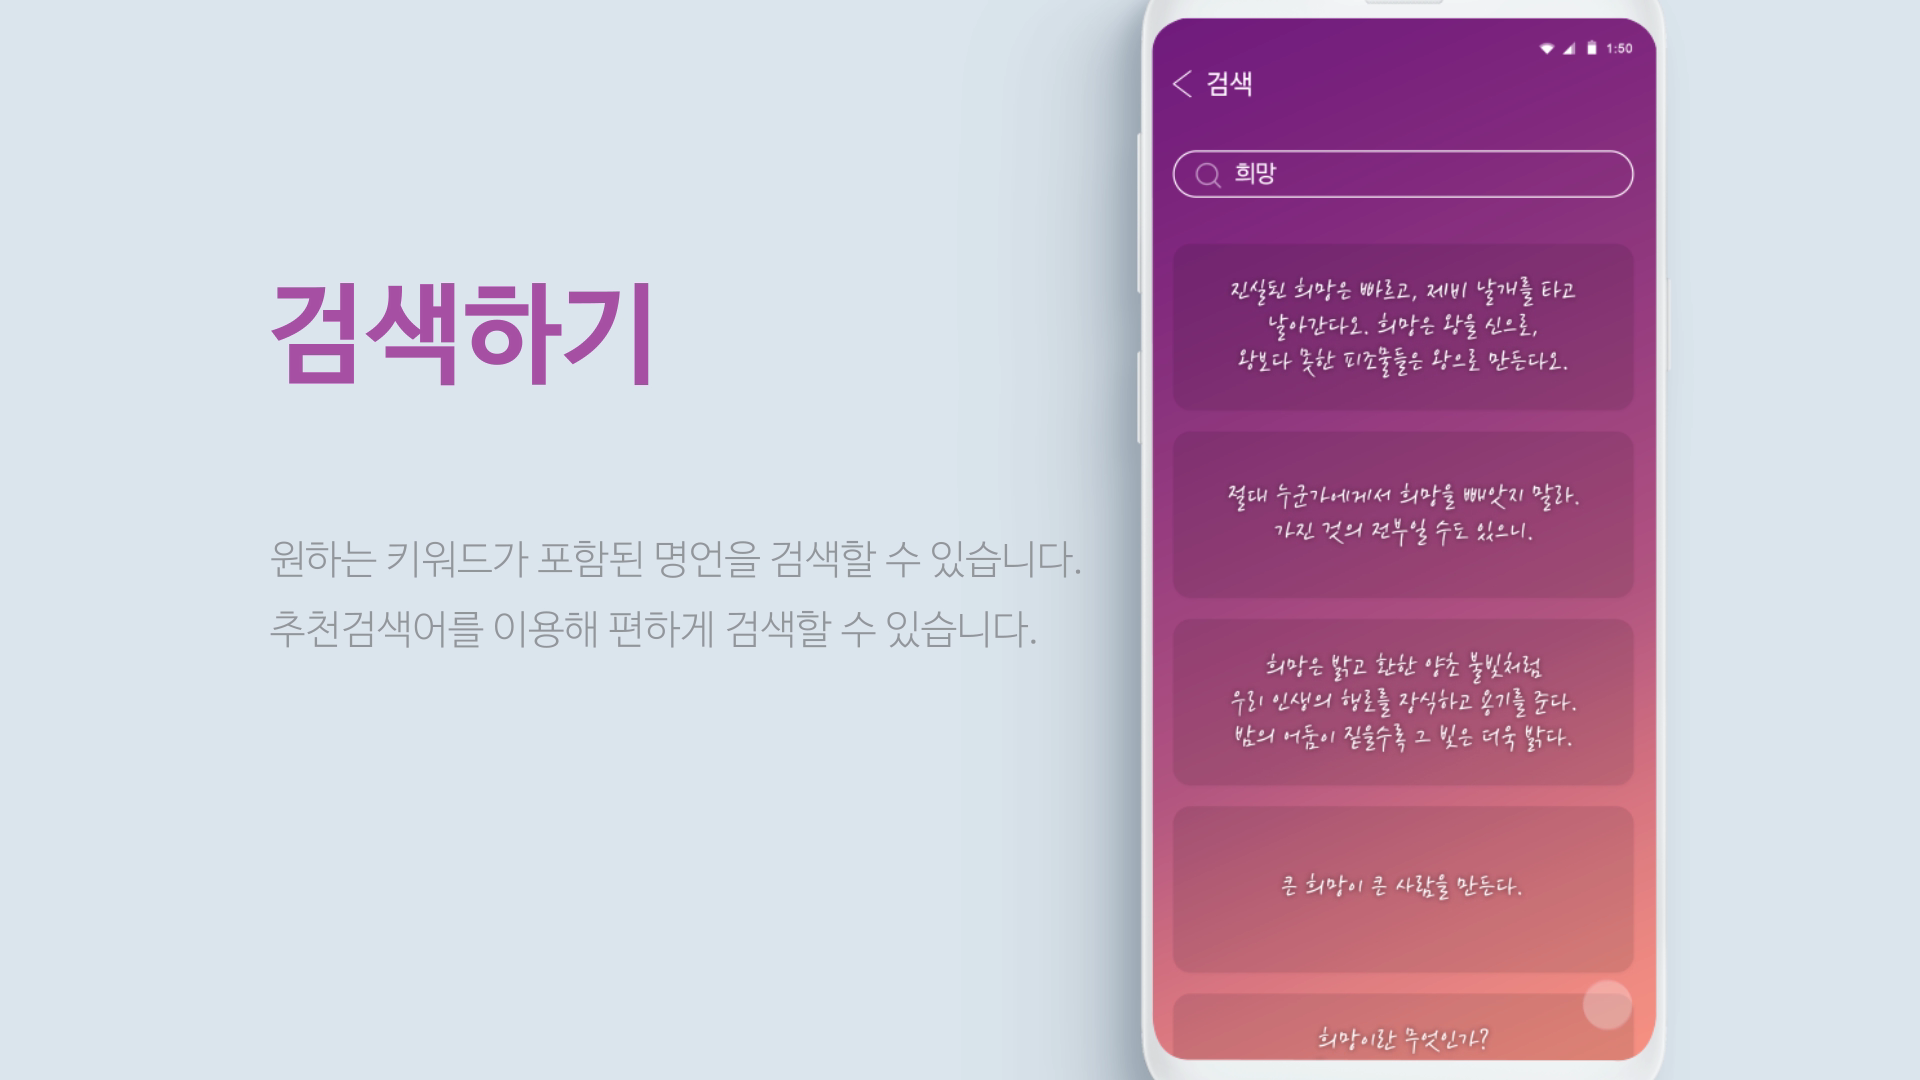 검색하기
원하는 키워드가 포함된 명언을 검색할 수 있습니다.
추천검색어를 이용해 편하게 검색할 수 있습니다.
1:50
검색
희망
진실된 희망은 빠르고, 제비 날개를 타고
날아간다오. 희망은 왕을 신으로,
왕보다 못한 피조물들은 왕으로 만든다오.
절대 누군가에게서 희망을 빼앗지 말라.
가진 것의 전부일 수도 있으니.
희망은 밝고 환한 양초 불빛처럼
우리 인생의 행로를 장식하고 용기를 준다.
밤의 어둠이 짙을수록 그 빛은 더욱 밝다.
큰 희망이 큰 사람을 만든다.
희망이란 무엇인가?